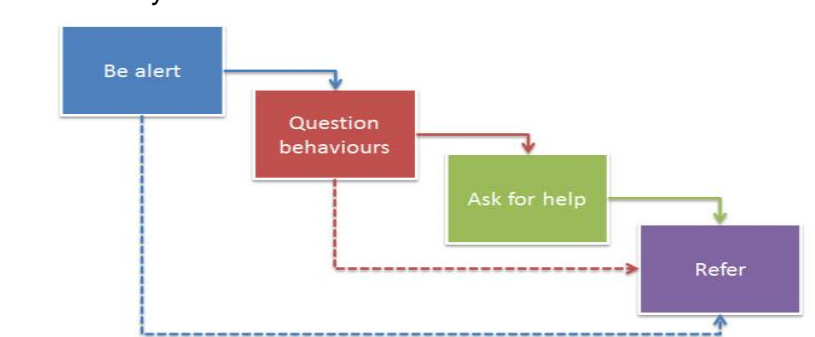 Be alert
Question
behaviours
Ask for help
Refer